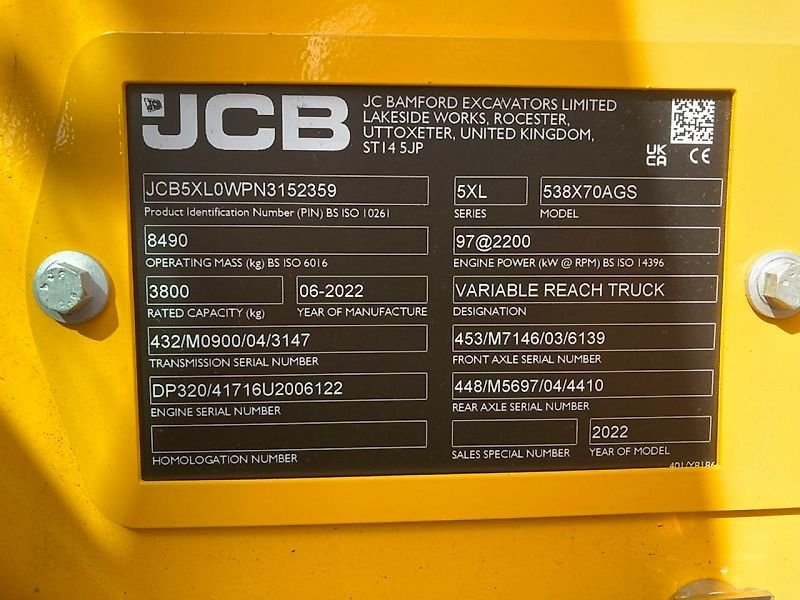 JCB
JC BAMFORD EXCAVATORS LIMITED
LAKESIDE WORKS, ROCESTER,
UTTOXETER, UNITED KINGDOM,
ST14 5JP
UK
CA CE
JCB5XL0WPN3152359
Product Identification Number (PIN) BS ISO 10261
5XL
SERIES
538X70AGS
MODEL
8490
OPERATING MASS (kg) BS ISO 6016
97@2200
ENGINE POWER (kW @ RPM) BS ISO 14396
3800
RATED CAPACITY (kg)
06-2022
YEAR OF MANUFACTURE
VARIABLE REACH TRUCK
DESIGNATION
432/M0900/04/3147
TRANSMISSION SERIAL NUMBER
453/M7146/03/6139
FRONT AXLE SERIAL NUMBER
DP320/41716U2006122
ENGINE SERIAL NUMBER
448/M5697/04/4410
REAR AXLE SERIAL NUMBER
HOMOLOGATION NUMBER
SALES SPECIAL NUMBER
2022
YEAR OF MODEL